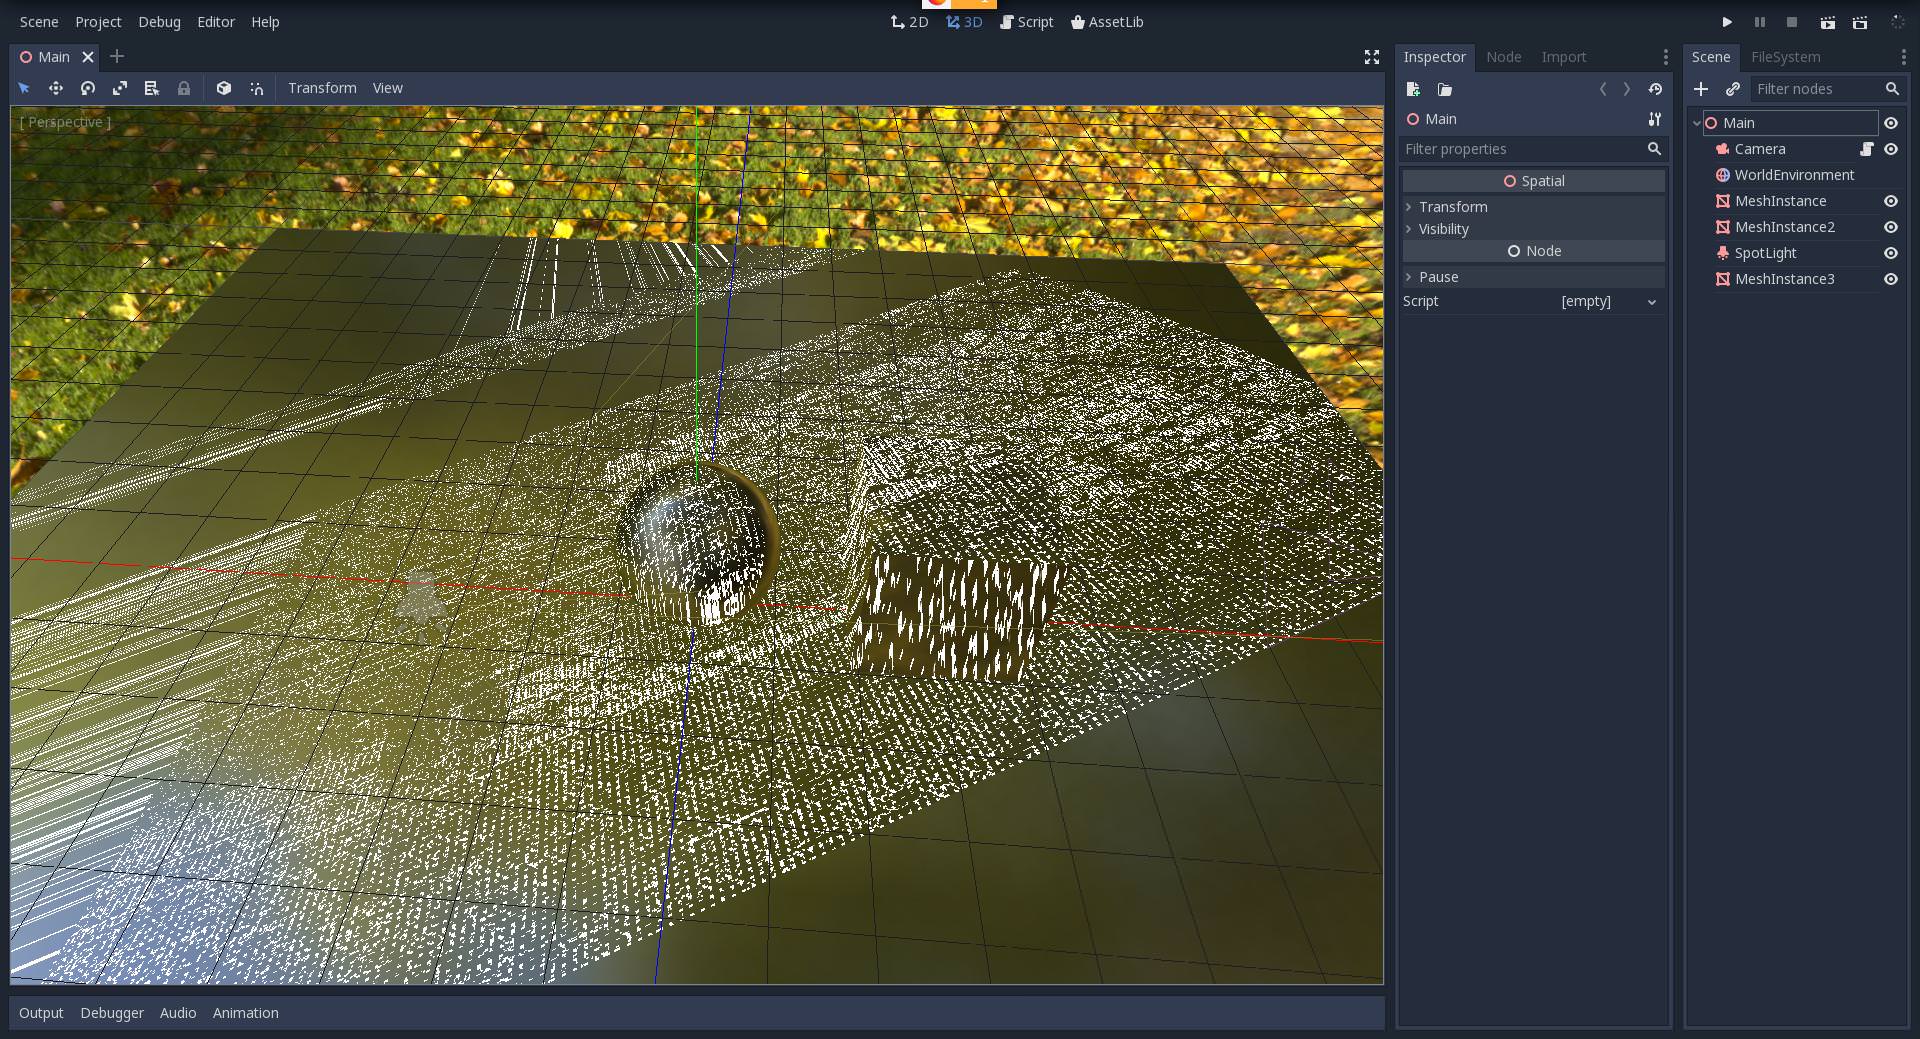 Scene Project Debug Editor Help 2D 3D Script AssetLib
Main
Transform View
[ Perspective ]
Output Debugger Audio Animation
Inspector Node Import
Main
Filter properties
Spatial
Transform
Visibility
Node
Pause
Script [empty]
Scene FileSystem
Filter nodes
Main
Camera
WorldEnvironment
MeshInstance
MeshInstance2
SpotLight
MeshInstance3